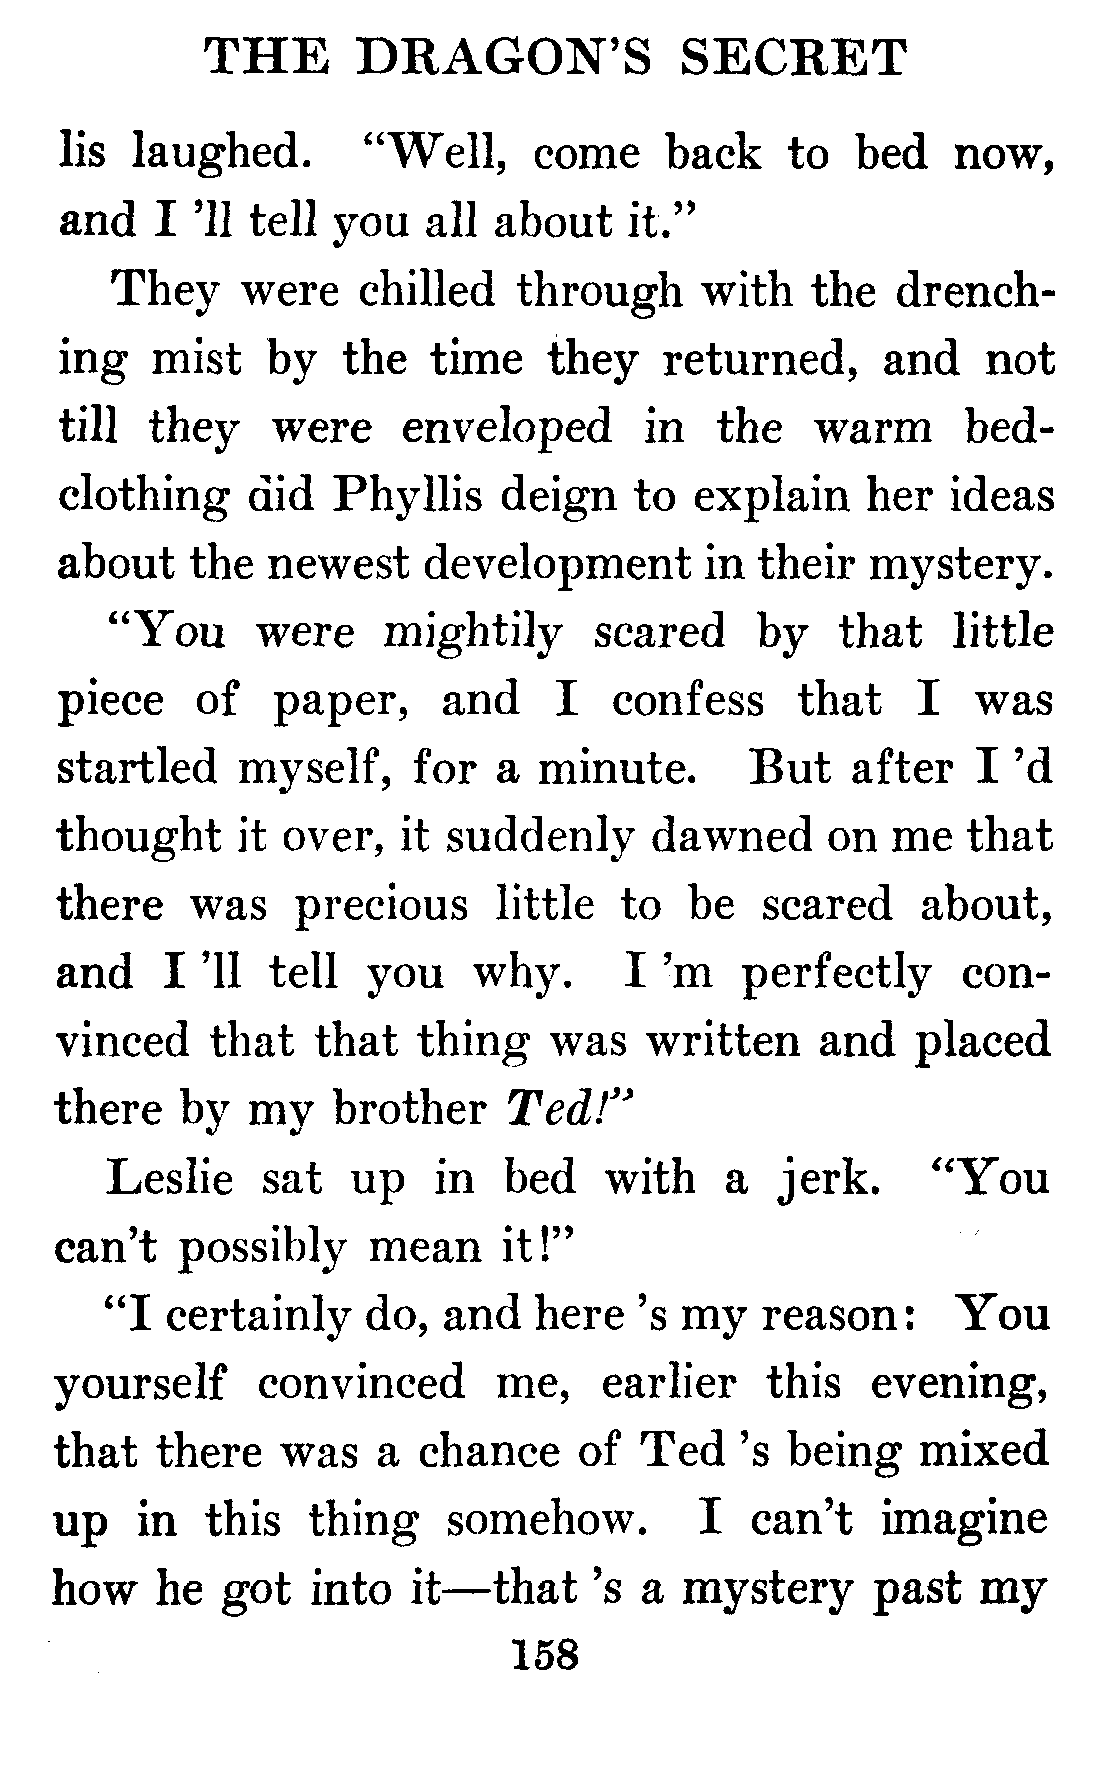 THE DRAGON'S SECRET
lis laughed. "Well, come back to bed now,
and I 'll tell you all about it."
They were chilled through with the drench-
ing mist by the time they returned, and not
till they were enveloped in the warm bed-
clothing did Phyllis deign to explain her ideas
about the newest development in their mystery.
"You were mightily scared by that little
piece of paper, and I confess that I was
startled myself, for a minute. But after I 'd
thought it over, it suddenly dawned on me that
there was precious little to be scared about,
and I 'll tell you why. I 'm perfectly con-
vinced that that thing was written and placed
there by my brother Ted!"
Leslie sat up in bed with a jerk. "You
can't possibly mean it!"
"I certainly do, and here 's my reason: You
yourself convinced me, earlier this evening,
that there was a chance of Ted 's being mixed
up in this thing somehow. I can't imagine
how he got into it—that 's a mystery past my
158